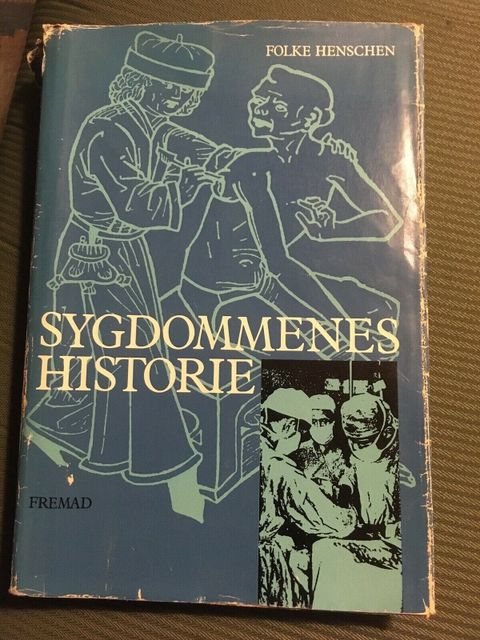 FOLKE HENSCHEN
SYGDOMMENES
HISTORIE
FREMAD